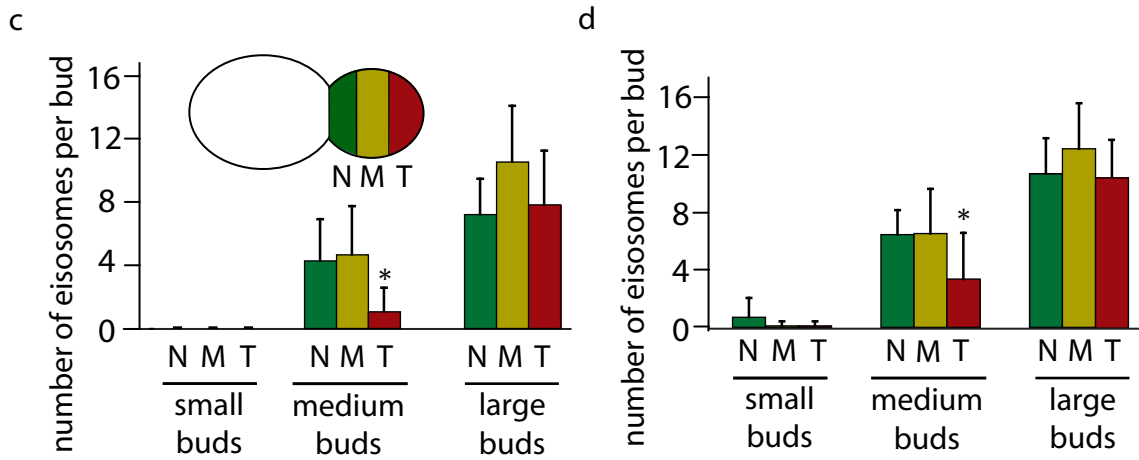 c
number of eisosomes per bud
16
12
8
4
0
N M T
N M T
N M T
N M T
small
buds
medium
buds
*
large
buds
d
number of eisosomes per bud
16
12
8
4
0
N M T
N M T
N M T
small
buds
medium
buds
*
large
buds